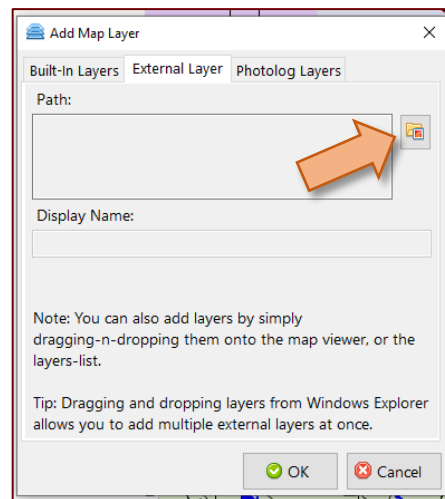 Add Map Layer
Built-In Layers External Layer Photolog Layers
Path:
Display Name:
Note: You can also add layers by simply
dragging-n-dropping them onto the map viewer, or the
layers-list.
Tip: Dragging and dropping layers from Windows Explorer
allows you to add multiple external layers at once.
OK Cancel